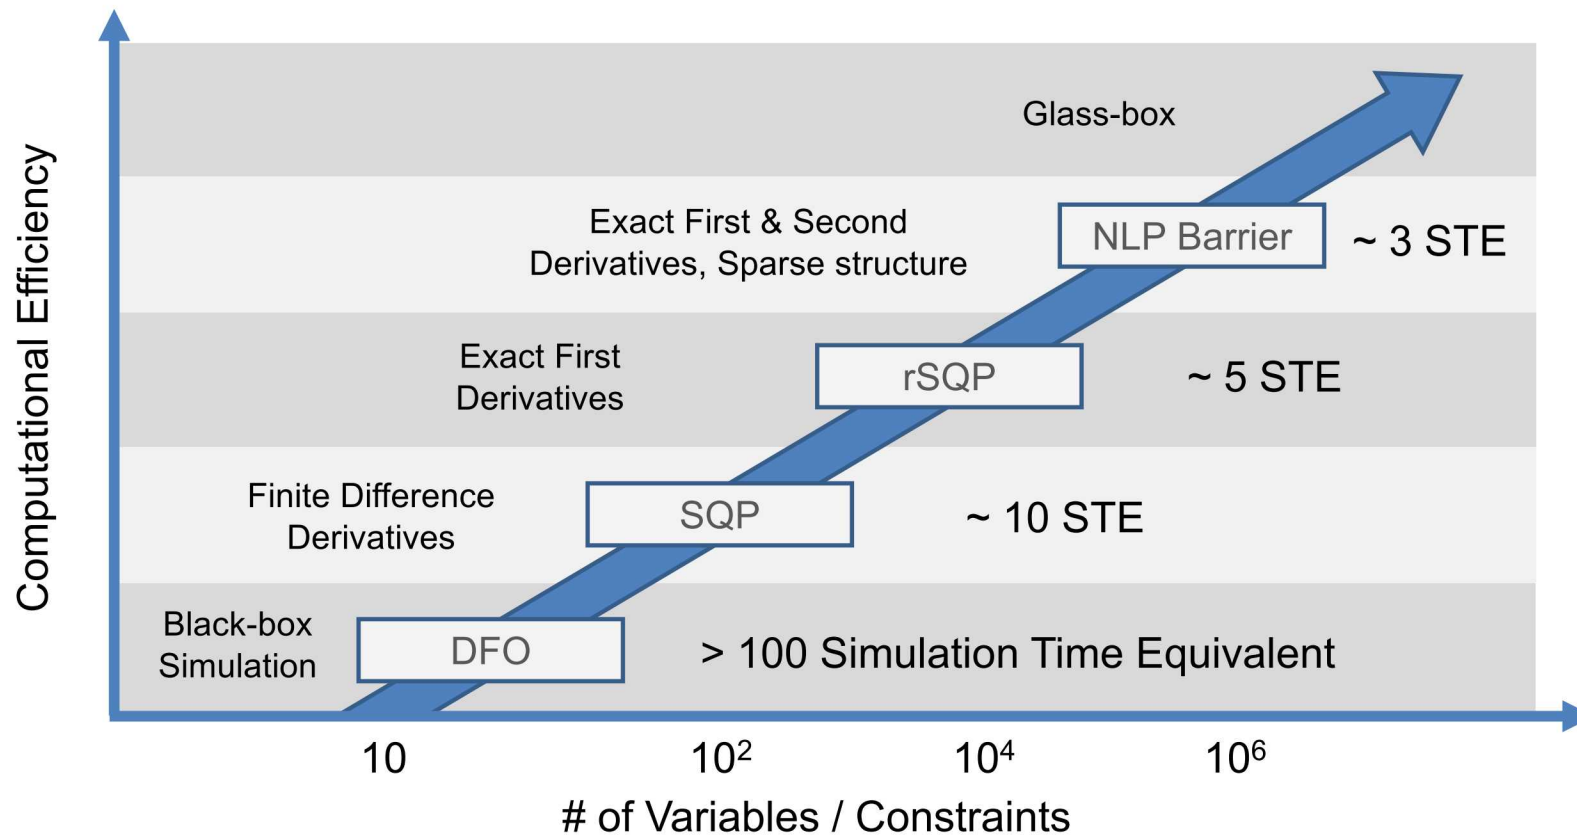 Computational Efficiency
Glass-box
Exact First & Second
Derivatives, Sparse structure
NLP Barrier
~ 3 STE
Exact First
Derivatives
rSQP
~ 5 STE
Finite Difference
Derivatives
SQP
~ 10 STE
Black-box
Simulation
DFO
> 100 Simulation Time Equivalent
10
10²
10⁴
10⁶
# of Variables / Constraints